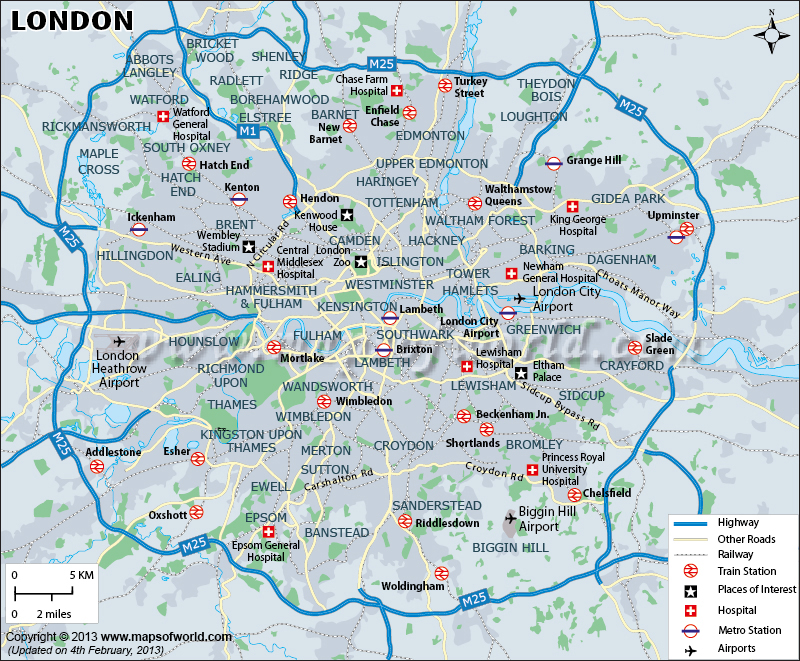 LONDON
N
BRICKET
WOOD
ABBOTS
LANGLEY
SHENLEY
RIDGE
M25
RADLETT
Chase Farm
Hospital
Turkey
Street
THEYDON
BOIS
M25
WATFORD
Watford
General
Hospital
BOREHAMWOOD
ELSTREE
BARNET
New
Barnet
Enfield
Chase
LOUGHTON
RICKMANSWORTH
M1
EDMONTON
MAPLE
CROSS
SOUTH OXNEY
Hatch End
HATCH
END
UPPER EDMONTON
Grange Hill
HARINGEY
Kenton
Hendon
TOTTENHAM
Walthamstow
Queens
GIDEA PARK
Ickenham
Kenwood
House
WALTHAM FOREST
King George
Hospital
Upminster
M25
BRENT
Wembley
Stadium
N Circular Rd
CAMDEN
HACKNEY
BARKING
HILLINGDON
Western Ave
Central
Middlesex
Hospital
London
Zoo
ISLINGTON
DAGENHAM
EALING
WESTMINSTER
TOWER
HAMLETS
Newham
General Hospital
Choats Manor Way
HAMMERSMITH
& FULHAM
KENSINGTON
Lambeth
London City
Airport
London City
Airport
GREENWICH
HOUNSLOW
FULHAM
SOUTHWARK
London
Heathrow
Airport
Mortlake
Brixton
LAMBETH
Lewisham
Hospital
Eltham
Palace
Slade
Green
CRAYFORD
RICHMOND
UPON
THAMES
WANDSWORTH
LEWISHAM
SIDCUP
Sidcup Bypass Rd
Wimbledon
WIMBLEDON
Beckenham Jn.
KINGSTON UPON
THAMES
Shortlands
M25
Addlestone
Esher
MERTON
CROYDON
BROMLEY
SUTTON
Carshalton Rd
Croydon Rd
Princess Royal
University
Hospital
EWELL
Chelsfield
Oxshott
EPSOM
SANDERSTEAD
Riddlesdown
Biggin Hill
Airport
Epsom General
Hospital
BANSTEAD
BIGGIN HILL
M25
Woldingham
M25
Highway
Other Roads
Railway
Train Station
Places of Interest
Hospital
Metro Station
Airports
0 5 KM
0 2 miles
Copyright © 2013 www.mapsofworld.com
(Updated on 4th February, 2013)